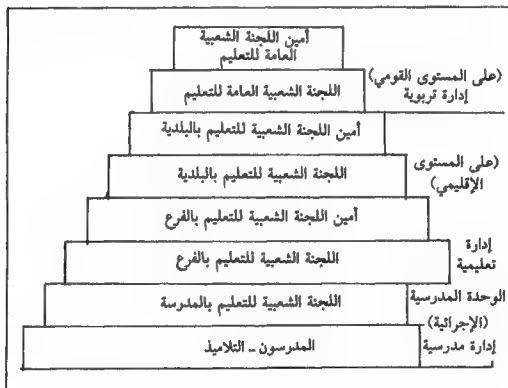 أمين اللجنة الشعبية
العامة للتعليم
(على المستوى القومي)
إدارة تربوية
اللجنة الشعبية العامة للتعليم
أمين اللجنة الشعبية للتعليم بالبلدية
(على المستوى
الإقليمي)
اللجنة الشعبية للتعليم بالبلدية
أمين اللجنة الشعبية للتعليم بالفرع
إدارة
تعليمية
اللجنة الشعبية للتعليم بالفرع
الوحدة المدرسية
(الإجرائية)
اللجنة الشعبية للتعليم بالمدرسة
إدارة مدرسية
المدرسون ــ التلاميذ